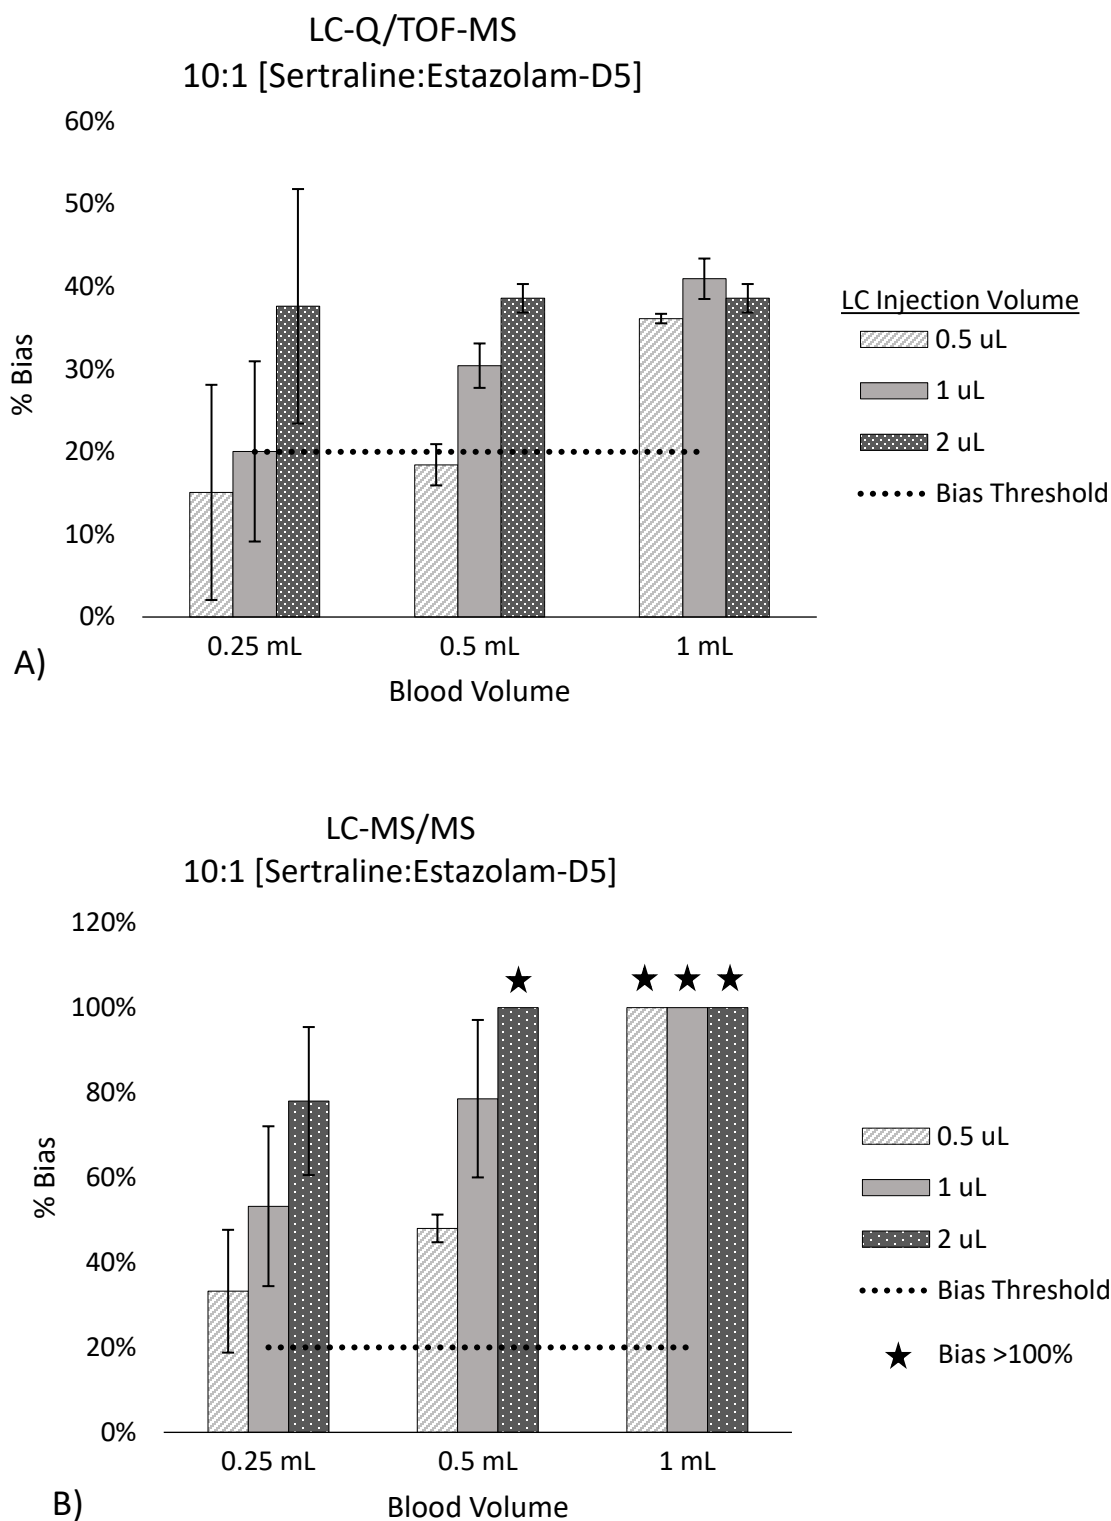 LC-Q/TOF-MS
10:1 [Sertraline:Estazolam-D5]
60%
50%
40%
30%
20%
10%
0%
% Bias
0.25 mL
0.5 mL
1 mL
Blood Volume
A)
LC Injection Volume
0.5 uL
1 uL
2 uL
Bias Threshold
LC-MS/MS
10:1 [Sertraline:Estazolam-D5]
120%
100%
80%
60%
40%
20%
0%
% Bias
0.25 mL
0.5 mL
1 mL
Blood Volume
B)
0.5 uL
1 uL
2 uL
Bias Threshold
Bias >100%